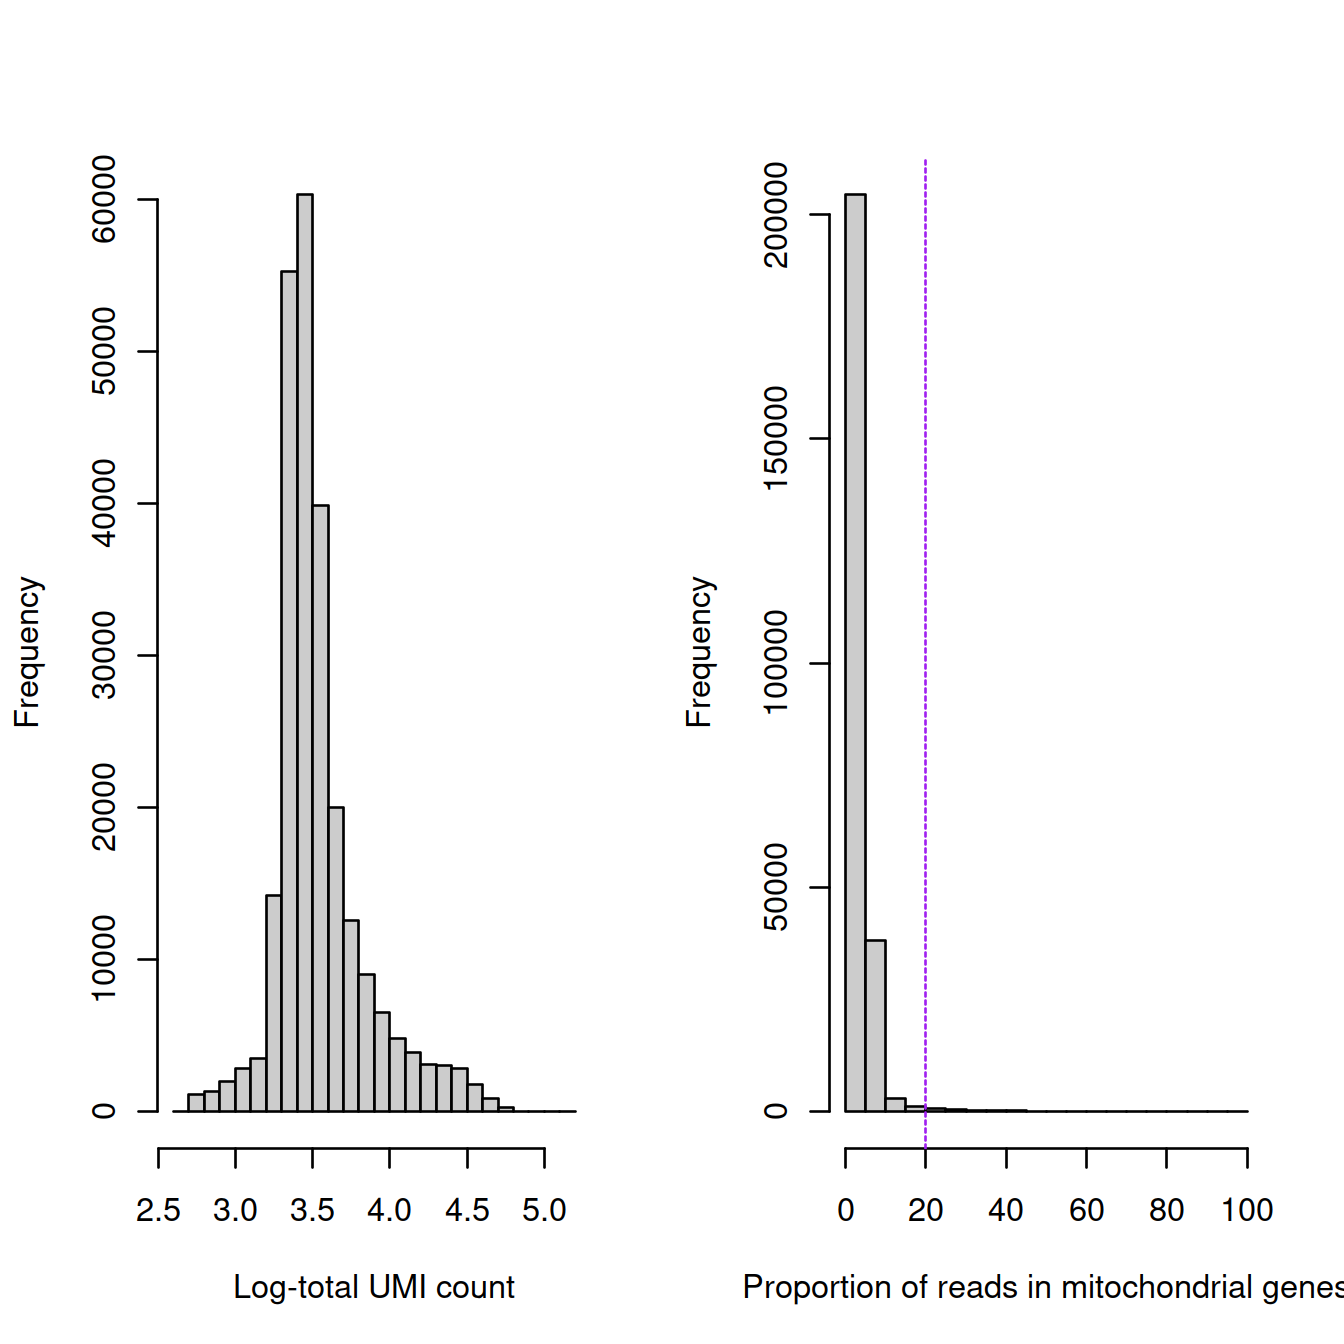 Frequency
0
10000
20000
30000
40000
50000
60000
2.5 3.0 3.5 4.0 4.5 5.0
Log-total UMI count
Frequency
0
50000
100000
150000
200000
0 20 40 60 80 100
Proportion of reads in mitochondrial genes